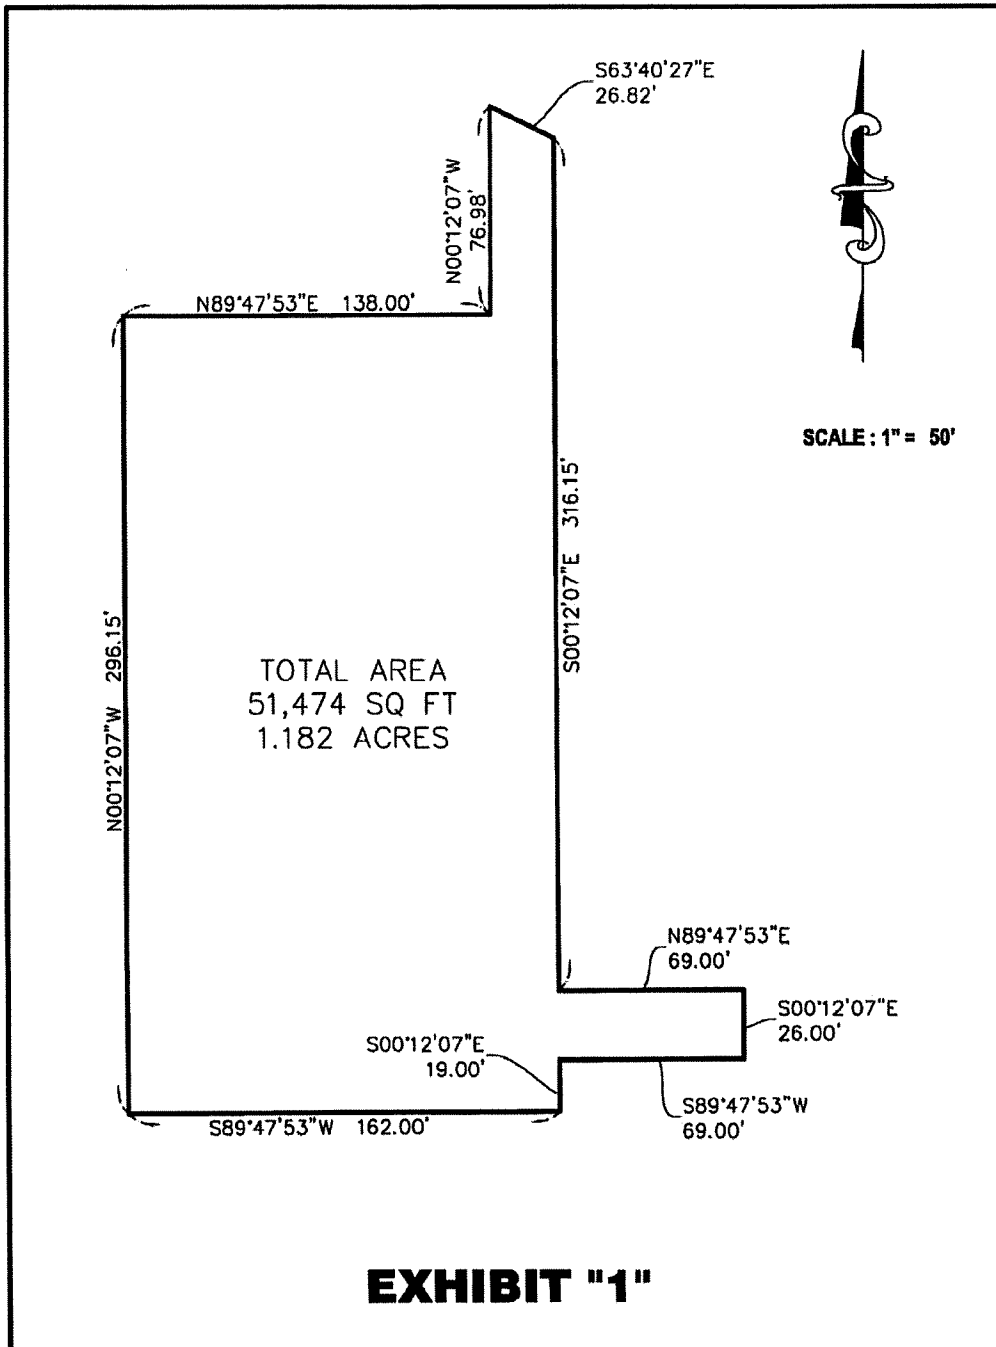 S63°40'27"E
26.82'
N00°12'07"W
76.98'
N89°47'53"E 138.00'
SCALE : 1" = 50'
S00°12'07"E 316.15'
N00°12'07"W 296.15'
TOTAL AREA
51,474 SQ FT
1.182 ACRES
N89°47'53"E
69.00'
S00°12'07"E
26.00'
S00°12'07"E
19.00'
S89°47'53"W
69.00'
S89°47'53"W 162.00'
EXHIBIT "1"